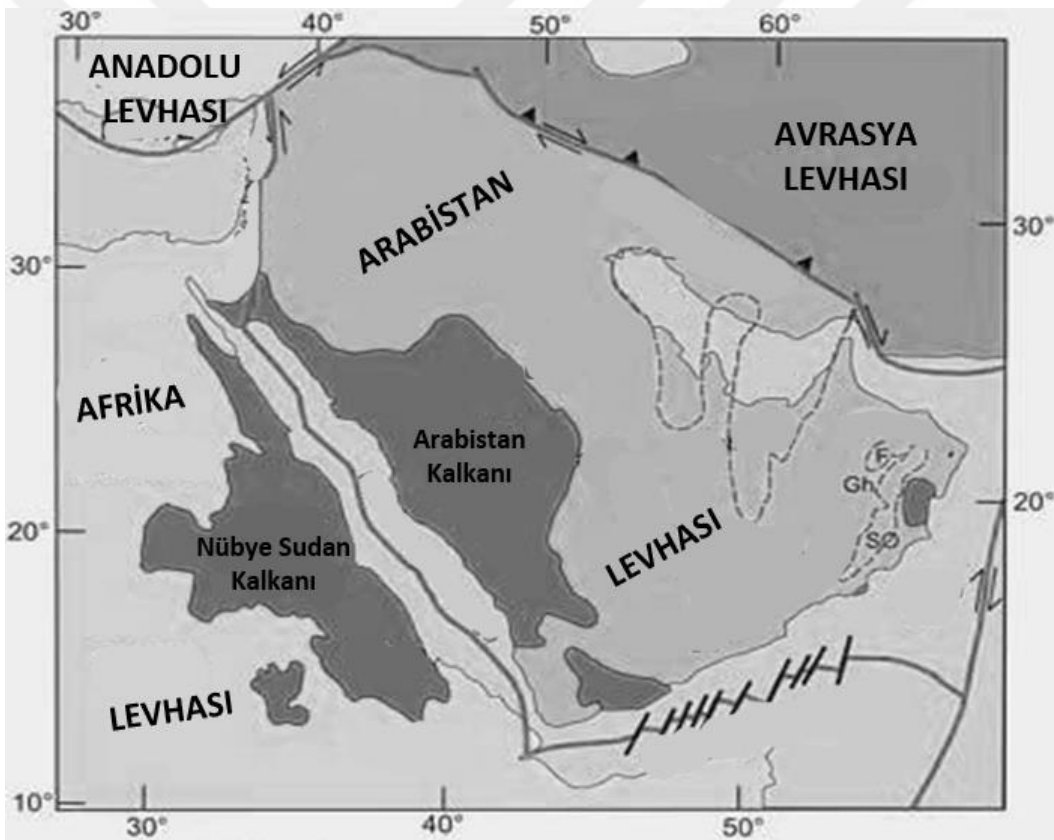 30° 40° 50° 60°
ANADOLU
LEVHASI
AVRASYA
LEVHASI
ARABİSTAN
30°
30°
AFRİKA
Arabistan
Kalkanı
F
Gh
20°
20°
LEVHASI
SØ
Nübye Sudan
Kalkanı
LEVHASI
10°
30° 40° 50°